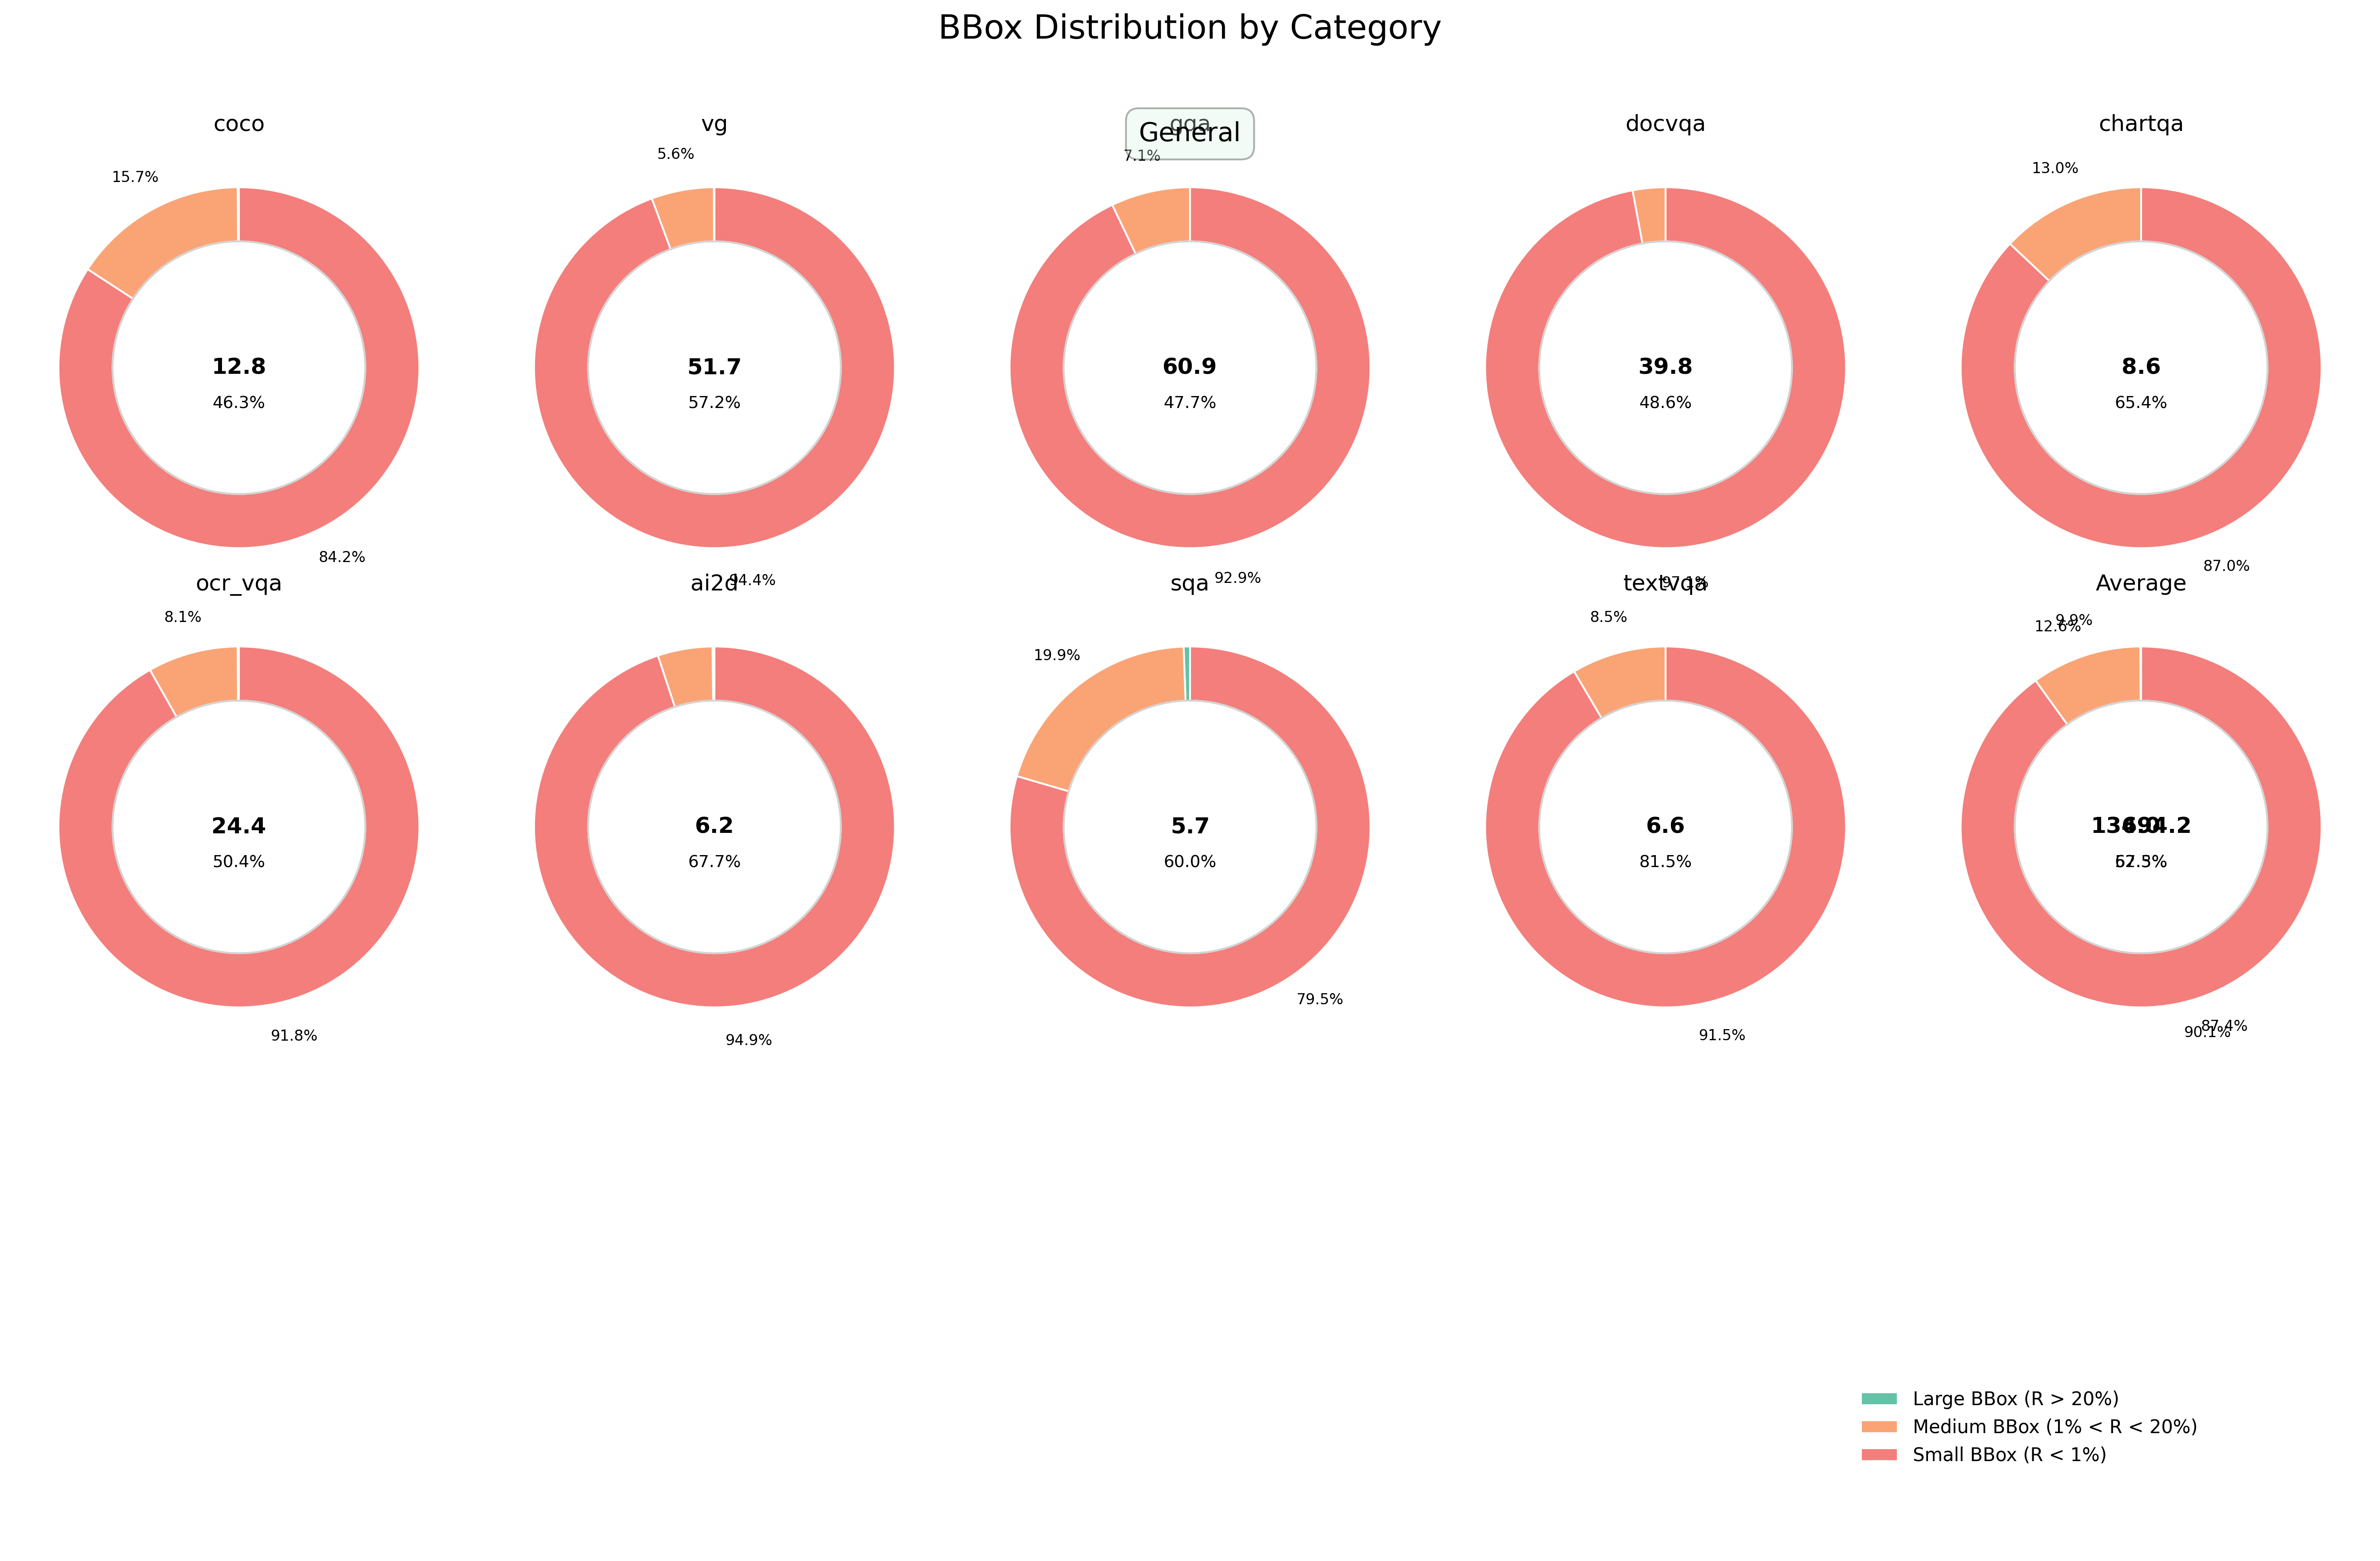 BBox Distribution by Category
General
coco
vg
gqa
docvqa
chartqa
15.7%
5.6%
7.1%
13.0%
12.8
46.3%
51.7
57.2%
60.9
47.7%
39.8
48.6%
8.6
65.4%
84.2%
94.4%
92.9%
97.1%
87.0%
ocr_vqa
ai2d
sqa
textvqa
Average
8.1%
19.9%
8.5%
12.6%
9.9%
24.4
50.4%
6.2
67.7%
5.7
60.0%
6.6
81.5%
91.8%
94.9%
79.5%
91.5%
90.1%
87.4%
Large BBox (R > 20%)
Medium BBox (1% < R < 20%)
Small BBox (R < 1%)